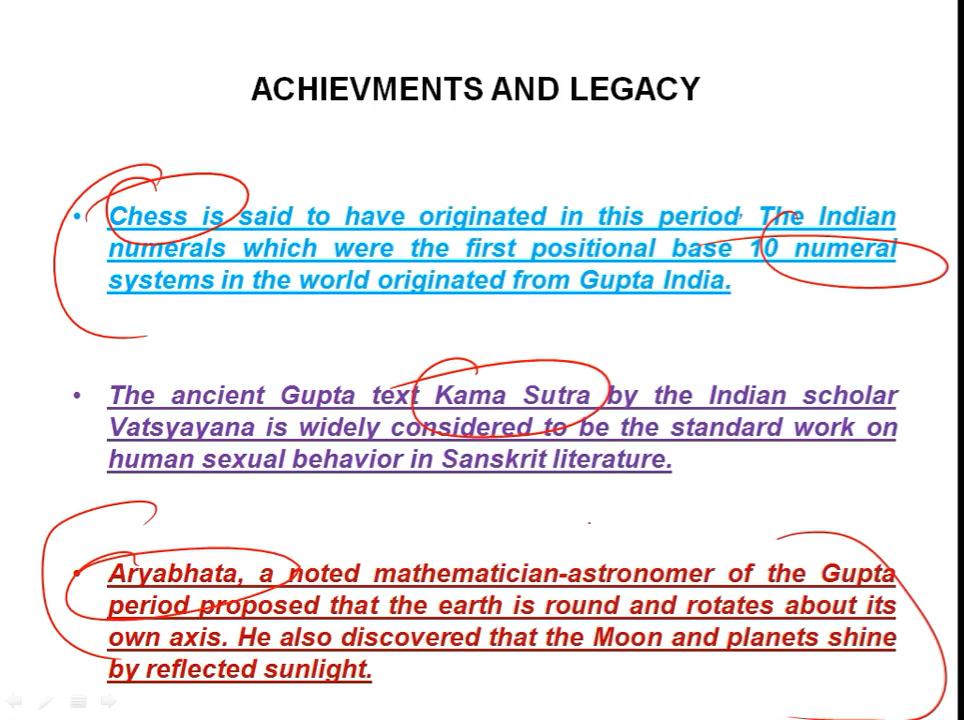 ACHIEVMENTS AND LEGACY
• Chess is said to have originated in this period, The Indian
numerals which were the first positional base 10 numeral
systems in the world originated from Gupta India.
• The ancient Gupta text Kama Sutra by the Indian scholar
Vatsyayana is widely considered to be the standard work on
human sexual behavior in Sanskrit literature.
• Aryabhata, a noted mathematician-astronomer of the Gupta
period proposed that the earth is round and rotates about its
own axis. He also discovered that the Moon and planets shine
by reflected sunlight.